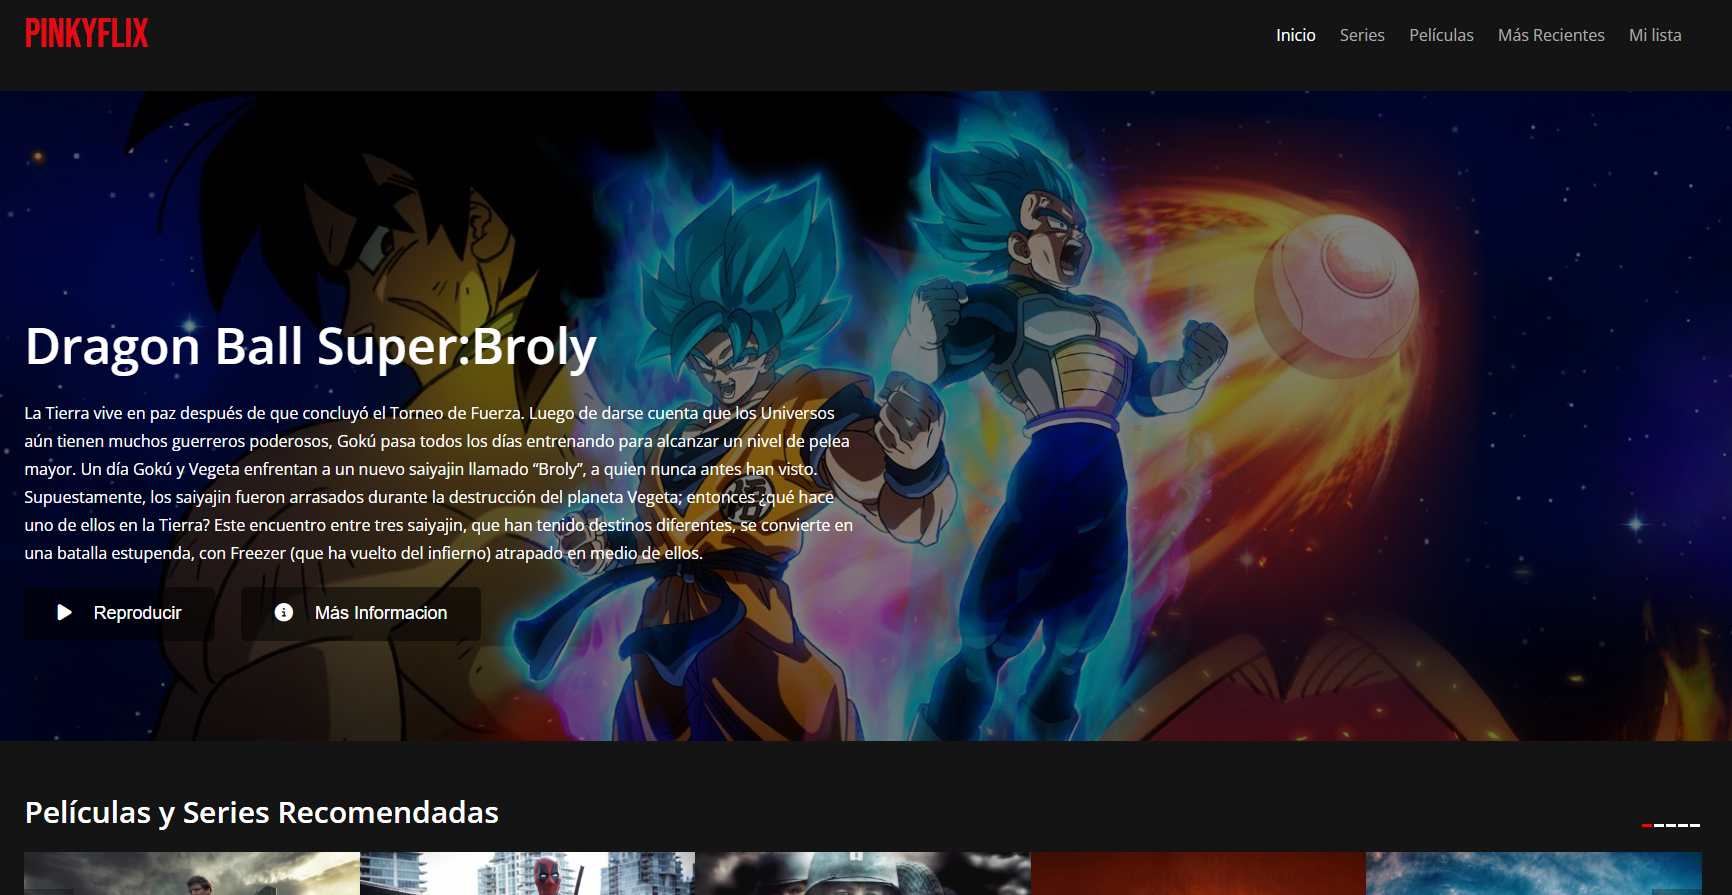 PINKYFLIX
Inicio Series Películas Más Recientes Mi lista
Dragon Ball Super:Broly
La Tierra vive en paz después de que concluyó el Torneo de Fuerza. Luego de darse cuenta que los Universos
aún tienen muchos guerreros poderosos, Gokú pasa todos los días entrenando para alcanzar un nivel de pelea
mayor. Un día Gokú y Vegeta enfrentan a un nuevo saiyajin llamado “Broly”, a quien nunca antes han visto.
Supuestamente, los saiyajin fueron arrasados durante la destrucción del planeta Vegeta; entonces ¿qué hace
uno de ellos en la Tierra? Este encuentro entre tres saiyajin, que han tenido destinos diferentes, se convierte en
una batalla estupenda, con Freezer (que ha vuelto del infierno) atrapado en medio de ellos.
悟
Reproducir Más Informacion
Películas y Series Recomendadas